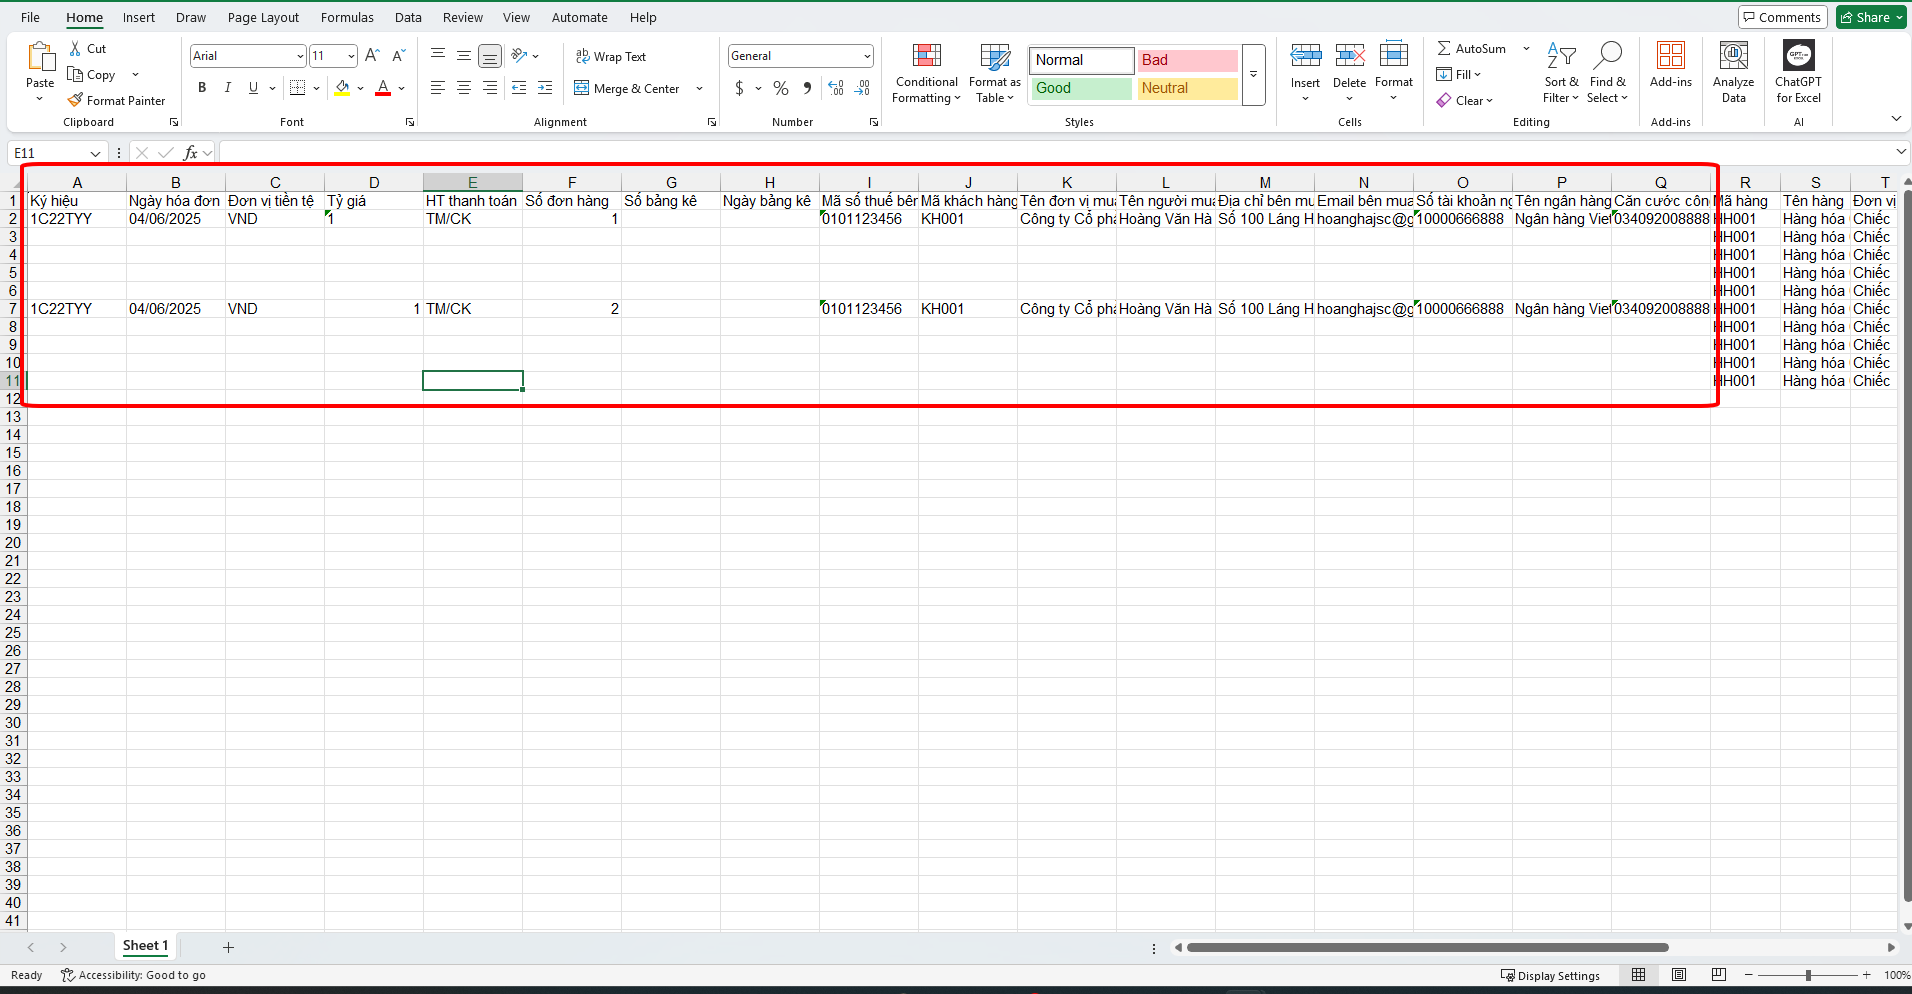 File Home Insert Draw Page Layout Formulas Data Review View Automate Help Comments Share
Paste Cut Copy Format Painter Clipboard
Arial 11 B I U A Font
Wrap Text Merge & Center Alignment
General $ % Number
Conditional Formatting Format as Table Normal Bad Good Neutral Styles
Insert Delete Format Cells
AutoSum Fill Clear Sort & Filter Find & Select Editing
Add-ins Add-ins
Analyze Data
ChatGPT for Excel AI
E11 fx
A B C D E F G H I J K L M N O P Q R S T
1 Ký hiệu Ngày hóa đơn Đơn vị tiền tệ Tỷ giá HT thanh toán Số đơn hàng Số bảng kê Ngày bảng kê Mã số thuế bên Mã khách hàng Tên đơn vị mu Tên người mu Địa chỉ bên mu Email bên mua Số tài khoản n Tên ngân hàng Căn cước côn Mã hàng Tên hàng Đơn vị
2 1C22TYY 04/06/2025 VND 1 TM/CK 1 0101123456 KH001 Công ty Cổ ph Hoàng Văn Hà Số 100 Láng H hoanghajsc@g 10000666888 Ngân hàng Viet 034092008888 HH001 Hàng hóa Chiếc
3 HH001 Hàng hóa Chiếc
4 HH001 Hàng hóa Chiếc
5 HH001 Hàng hóa Chiếc
6 HH001 Hàng hóa Chiếc
7 1C22TYY 04/06/2025 VND 1 TM/CK 2 0101123456 KH001 Công ty Cổ ph Hoàng Văn Hà Số 100 Láng H hoanghajsc@g 10000666888 Ngân hàng Viet 034092008888 HH001 Hàng hóa Chiếc
8 HH001 Hàng hóa Chiếc
9 HH001 Hàng hóa Chiếc
10 HH001 Hàng hóa Chiếc
11 HH001 Hàng hóa Chiếc
12
13
14
15
16
17
18
19
20
21
22
23
24
25
26
27
28
29
30
31
32
33
34
35
36
37
38
39
40
41
Sheet 1
Ready Accessibility: Good to go Display Settings 100%